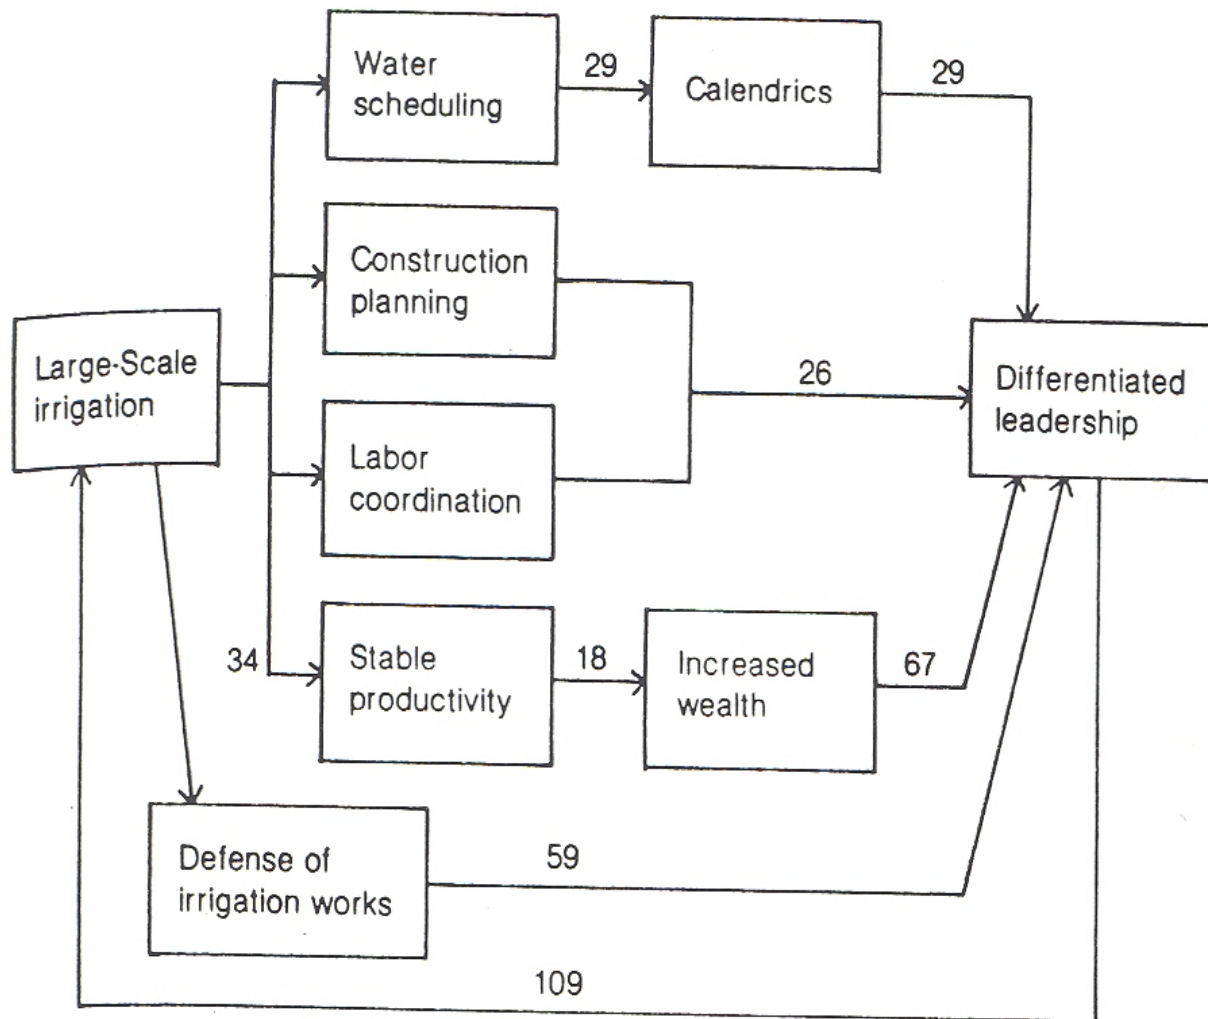 Water
scheduling
29
Calendrics
29
Construction
planning
Large-Scale
irrigation
26
Differentiated
leadership
Labor
coordination
34
Stable
productivity
18
Increased
wealth
67
Defense of
irrigation works
59
109